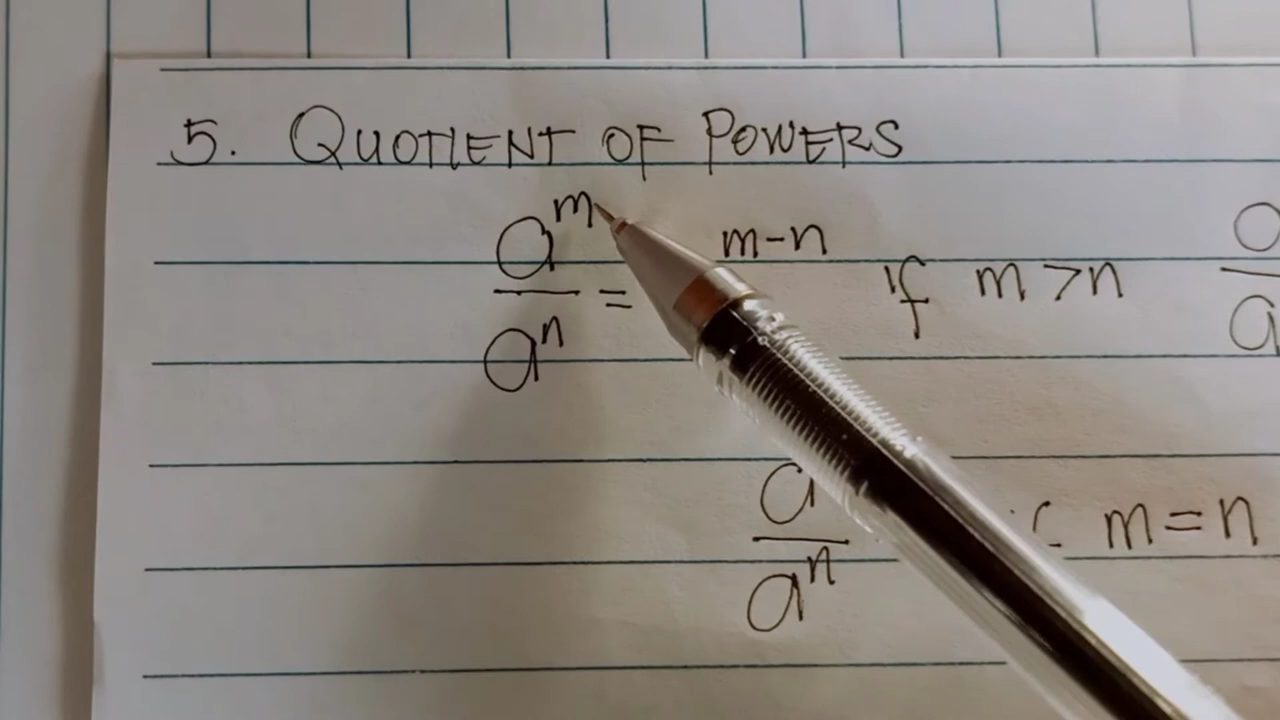 5. QUOTIENT OF POWERS
a^m/a^n = m-n if m>n a/a
a/a^n m=n